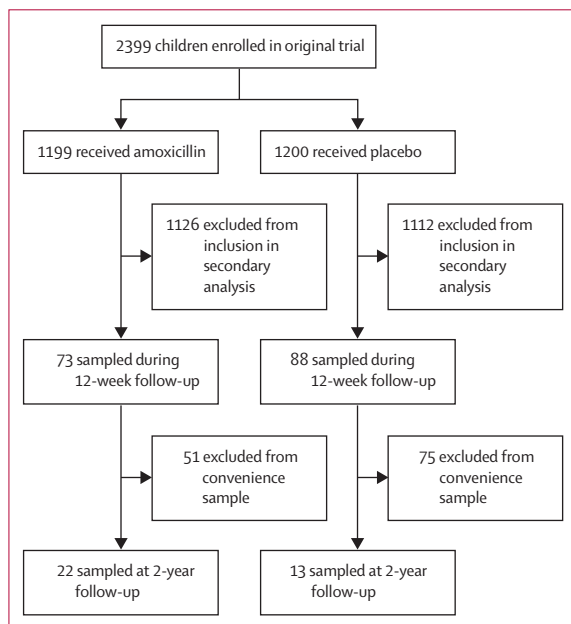 2399 children enrolled in original trial
1199 received amoxicillin
1200 received placebo
1126 excluded from
inclusion in
secondary
analysis
1112 excluded from
inclusion in
secondary
analysis
73 sampled during
12-week follow-up
88 sampled during
12-week follow-up
51 excluded from
convenience
sample
75 excluded from
convenience
sample
22 sampled at 2-year
follow-up
13 sampled at 2-year
follow-up